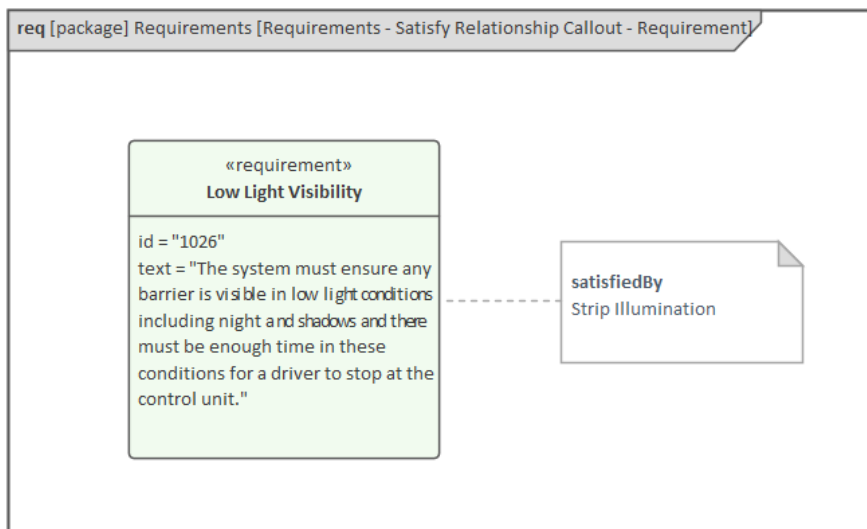 req [package] Requirements [Requirements - Satisfy Relationship Callout - Requirement]
«requirement»
Low Light Visibility
id = "1026"
text = "The system must ensure any
barrier is visible in low light conditions
including night and shadows and there
must be enough time in these
conditions for a driver to stop at the
control unit."
satisfiedBy
Strip Illumination